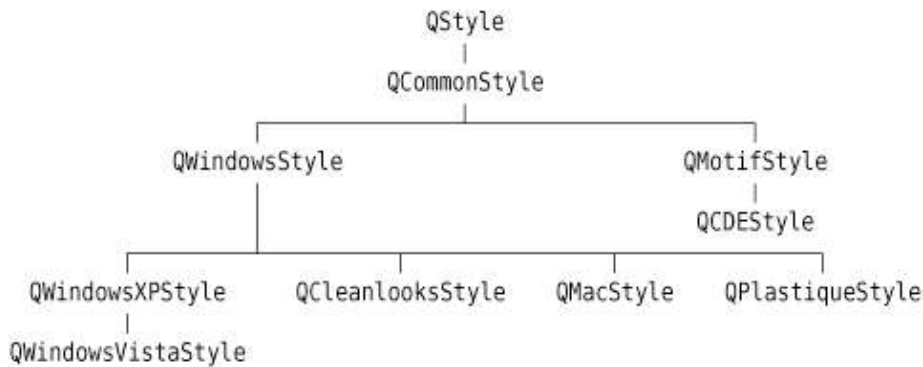 QStyle
QCommonStyle
QWindowsStyle QMotifStyle
QCDEStyle
QWindowsXPStyle QCleanlooksStyle QMacStyle QPlastiqueStyle
QWindowsVistaStyle